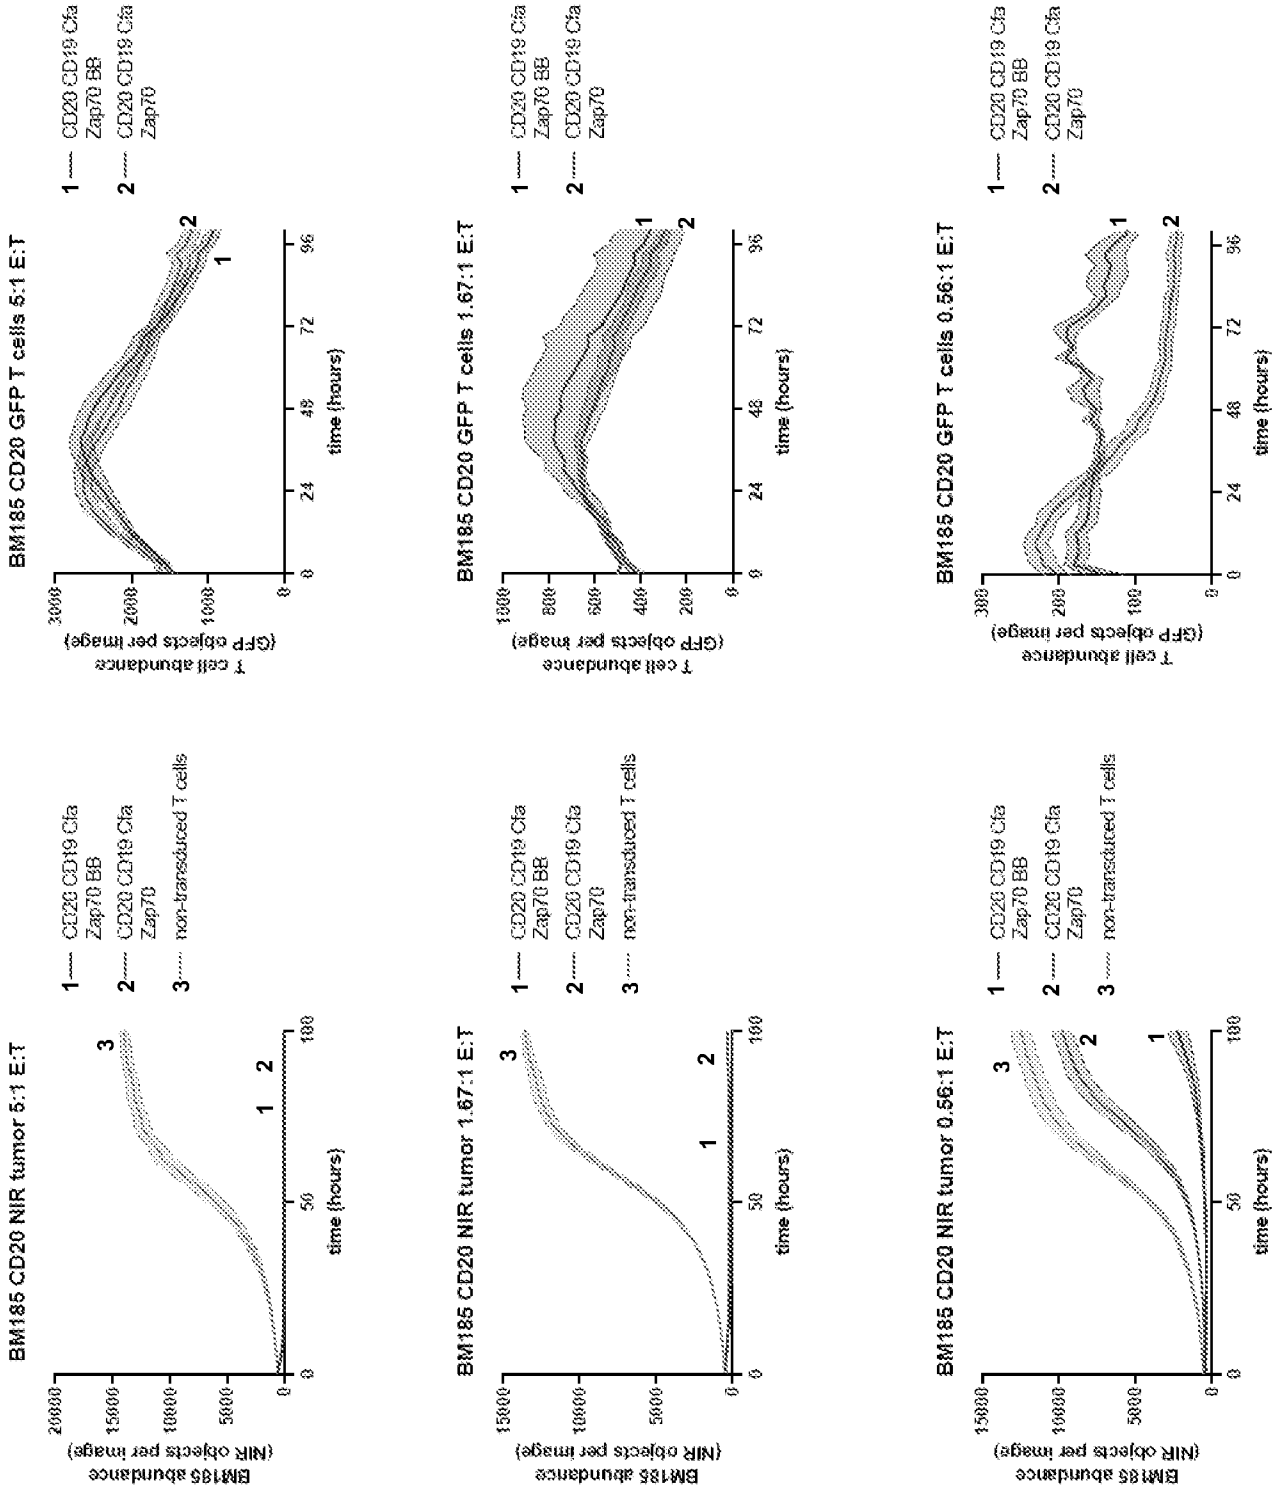 BM185 CD20 NIR tumor 5:1 E:T
BM185 abundance
(NIR objects per image)
20000
15000
10000
5000
0
0
50
100
time (hours)
3
1
2
1 CD20 CD19 Cfa
Zap70 BB
2 CD20 CD19 Cfa
Zap70
3 non-transduced T cells
BM185 CD20 GFP T cells 5:1 E:T
T cell abundance
(GFP objects per image)
3000
2000
1000
0
0
24
48
72
96
time (hours)
2
1
1 CD20 CD19 Cfa
Zap70 BB
2 CD20 CD19 Cfa
Zap70
BM185 CD20 NIR tumor 1.67:1 E:T
BM185 abundance
(NIR objects per image)
15000
10000
5000
0
0
50
100
time (hours)
3
1
2
1 CD20 CD19 Cfa
Zap70 BB
2 CD20 CD19 Cfa
Zap70
3 non-transduced T cells
BM185 CD20 GFP T cells 1.67:1 E:T
T cell abundance
(GFP objects per image)
1000
800
600
400
200
0
0
24
48
72
96
time (hours)
1
2
1 CD20 CD19 Cfa
Zap70 BB
2 CD20 CD19 Cfa
Zap70
BM185 CD20 NIR tumor 0.56:1 E:T
BM185 abundance
(NIR objects per image)
15000
10000
5000
0
0
50
100
time (hours)
3
2
1
1 CD20 CD19 Cfa
Zap70 BB
2 CD20 CD19 Cfa
Zap70
3 non-transduced T cells
BM185 CD20 GFP T cells 0.56:1 E:T
T cell abundance
(GFP objects per image)
300
200
100
0
0
24
48
72
96
time (hours)
1
2
1 CD20 CD19 Cfa
Zap70 BB
2 CD20 CD19 Cfa
Zap70